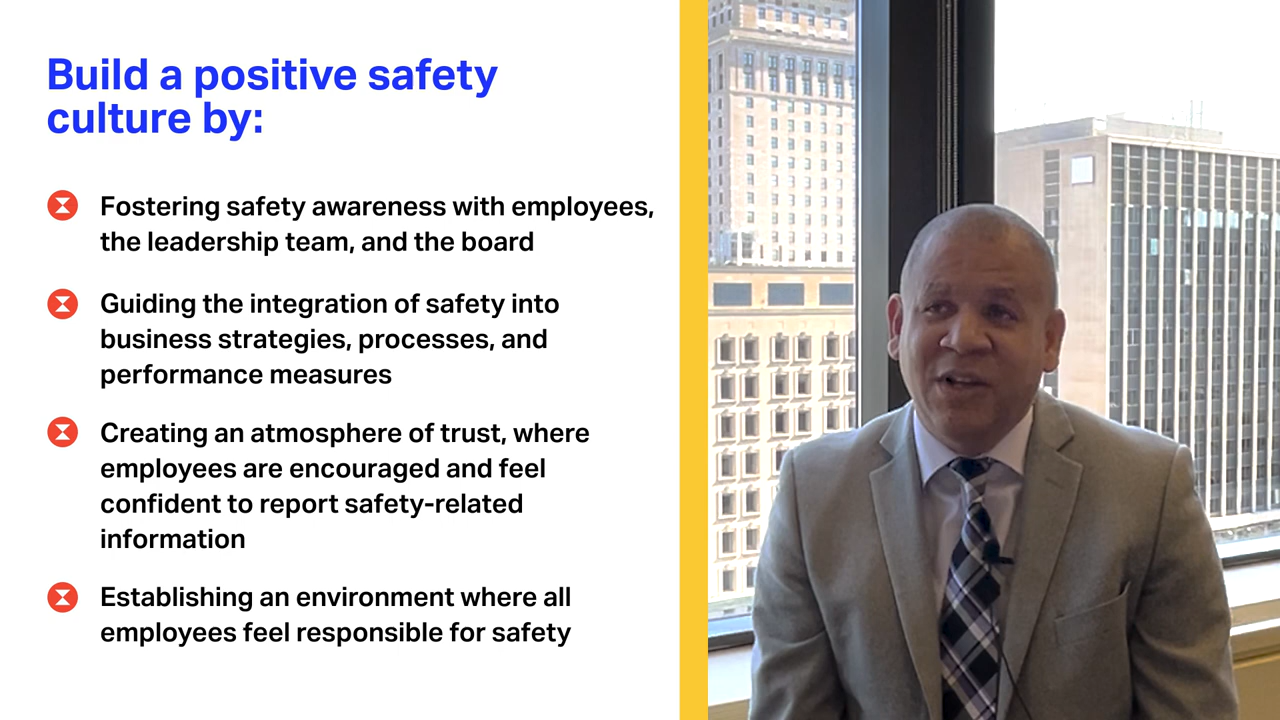 Build a positive safety
culture by:
Fostering safety awareness with employees,
the leadership team, and the board
Guiding the integration of safety into
business strategies, processes, and
performance measures
Creating an atmosphere of trust, where
employees are encouraged and feel
confident to report safety-related
information
Establishing an environment where all
employees feel responsible for safety